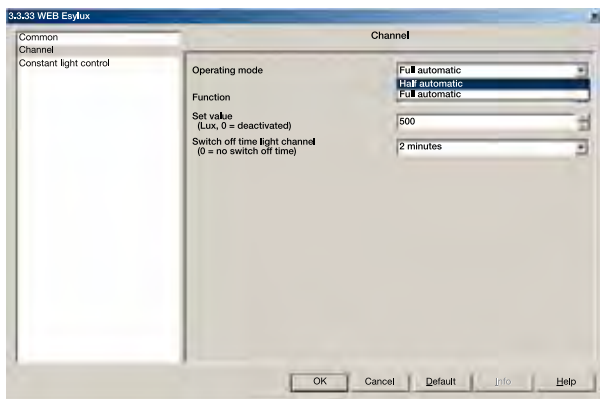 3.3.33 WEB Esylux
Common
Channel
Constant light control
Channel
Operating mode
Full automatic
Half automatic
Full automatic
Function
Set value
(Lux, 0 = deactivated)
500
Switch off time light channel
(0 = no switch off time)
2 minutes
OK
Cancel
Default
Info
Help